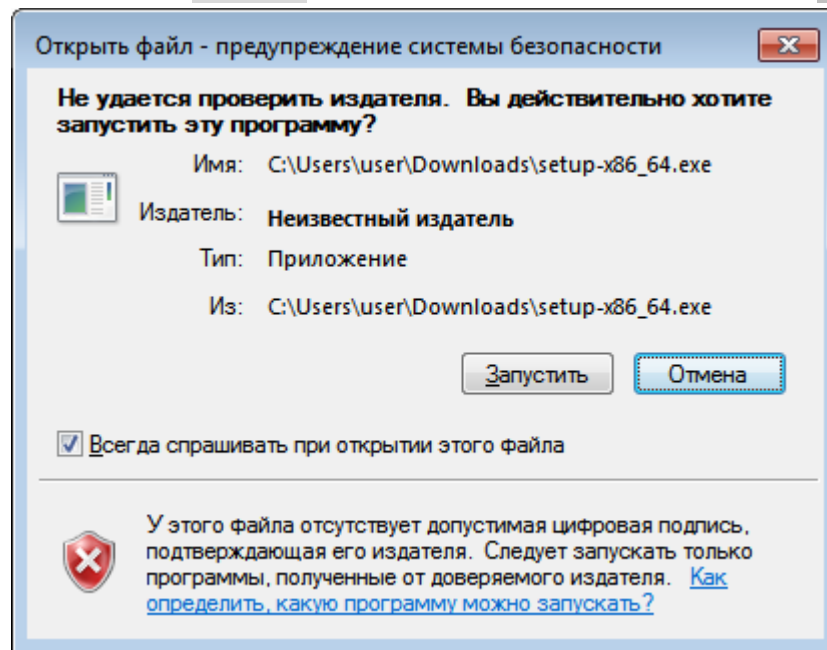 Открыть файл - предупреждение системы безопасности
Не удается проверить издателя. Вы действительно хотите
запустить эту программу?
Имя: C:\Users\user\Downloads\setup-x86_64.exe
Издатель: Неизвестный издатель
Тип: Приложение
Из: C:\Users\user\Downloads\setup-x86_64.exe
Запустить Отмена
Всегда спрашивать при открытии этого файла
У этого файла отсутствует допустимая цифровая подпись,
подтверждающая его издателя. Следует запускать только
программы, полученные от доверяемого издателя. Как
определить, какую программу можно запускать?